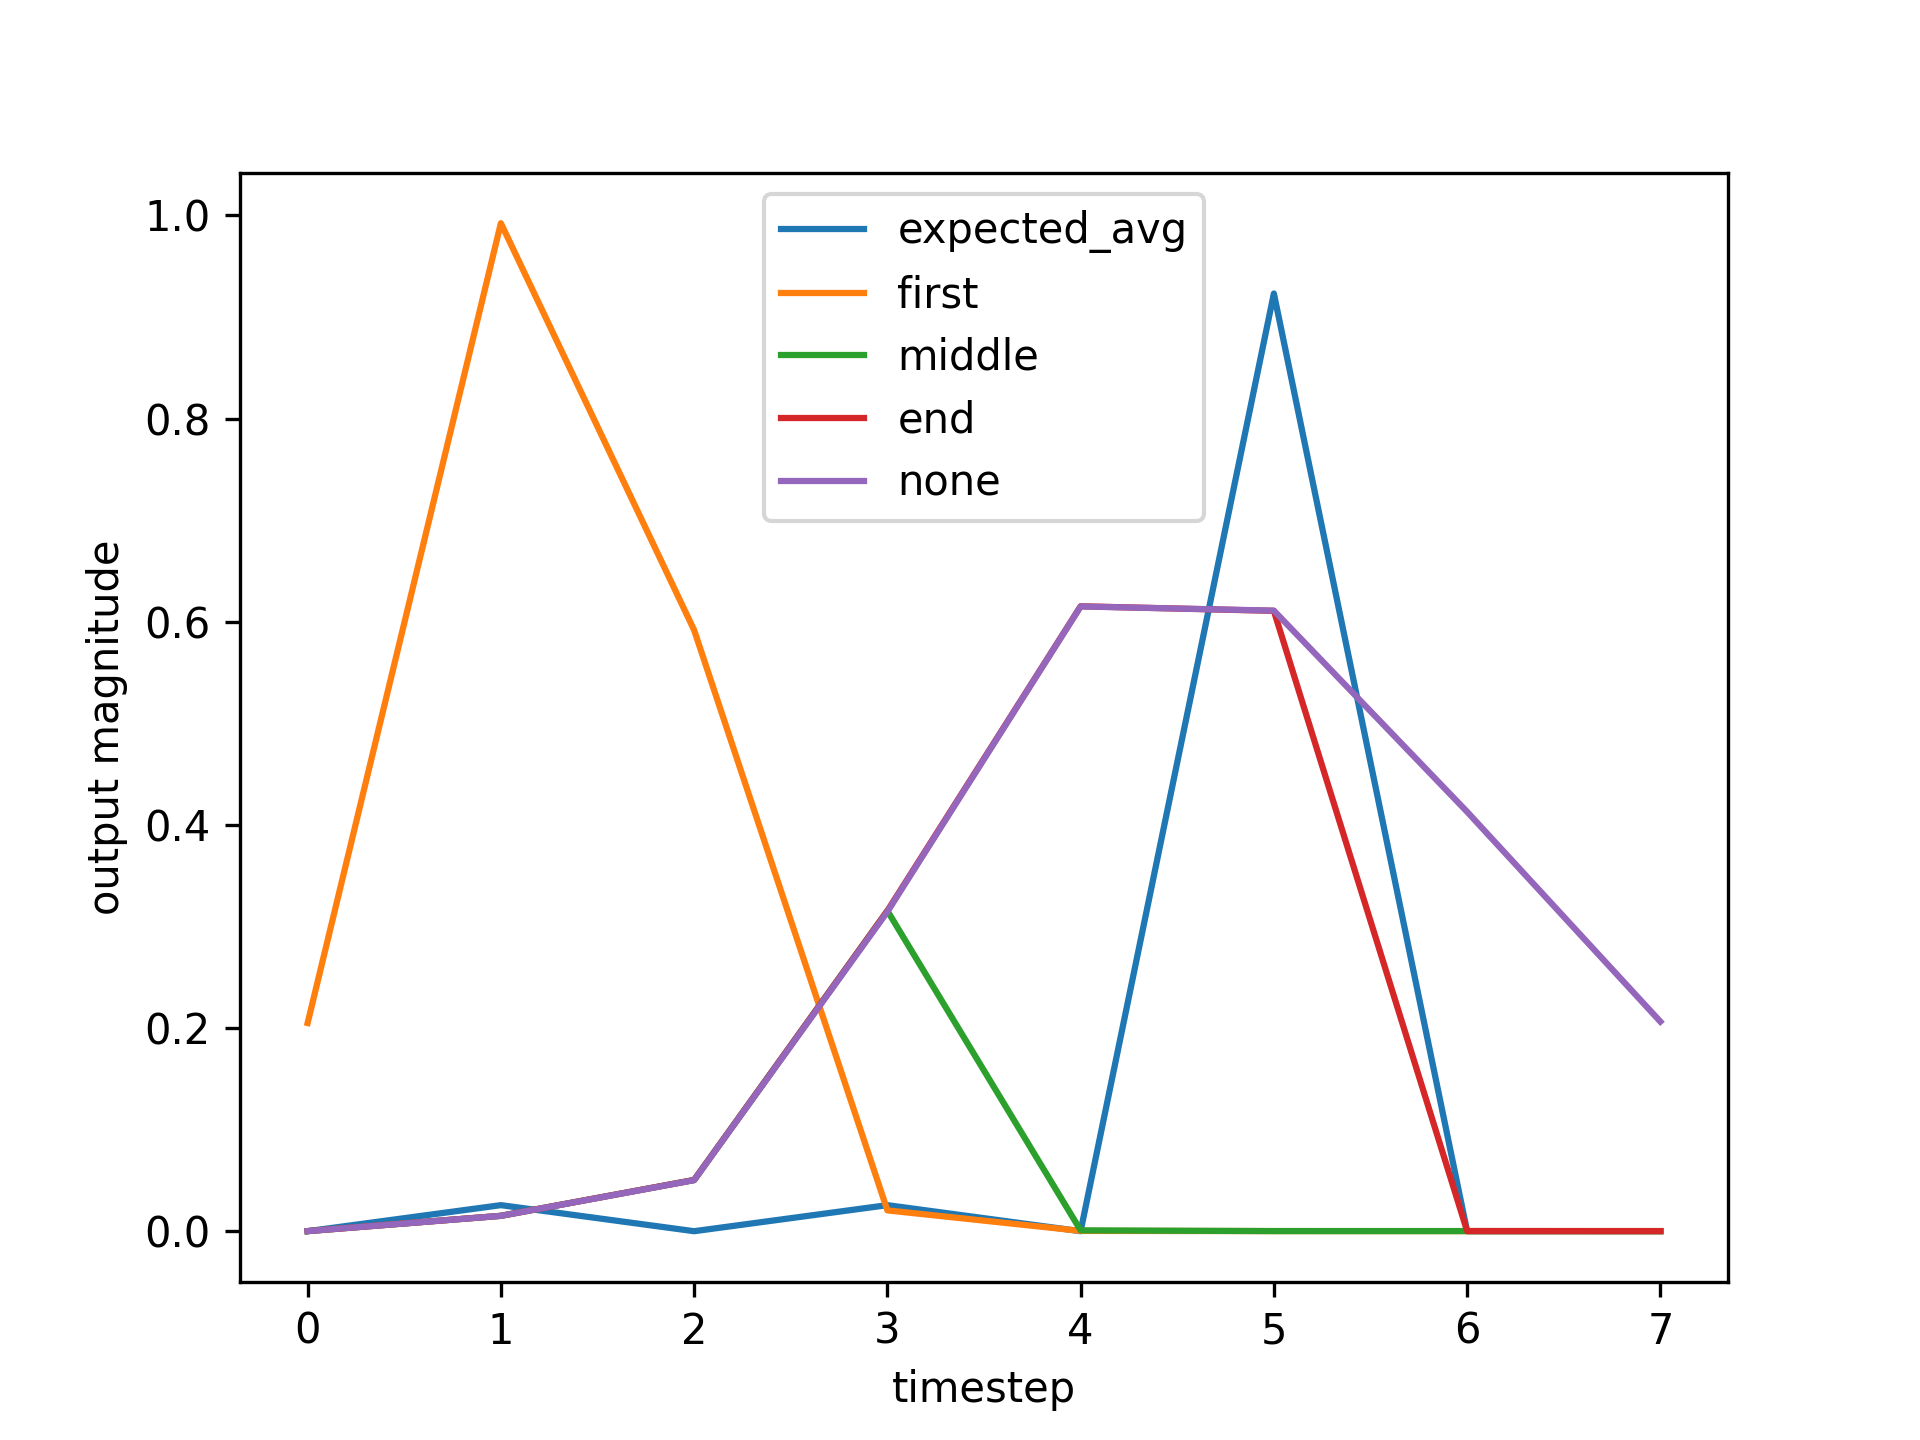 expected_avg
first
middle
end
none
output magnitude
1.0
0.8
0.6
0.4
0.2
0.0
0 1 2 3 4 5 6 7
timestep